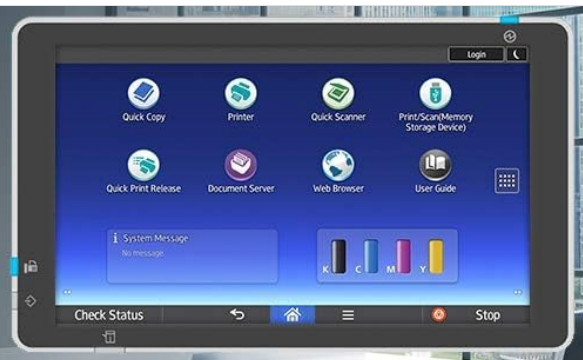 Login
Quick Copy
Printer
Quick Scanner
Print/Scan(Memory
Storage Device)
Quick Print Release
Document Server
Web Browser
User Guide
i System Message
No message.
K C M Y
Check Status
Stop